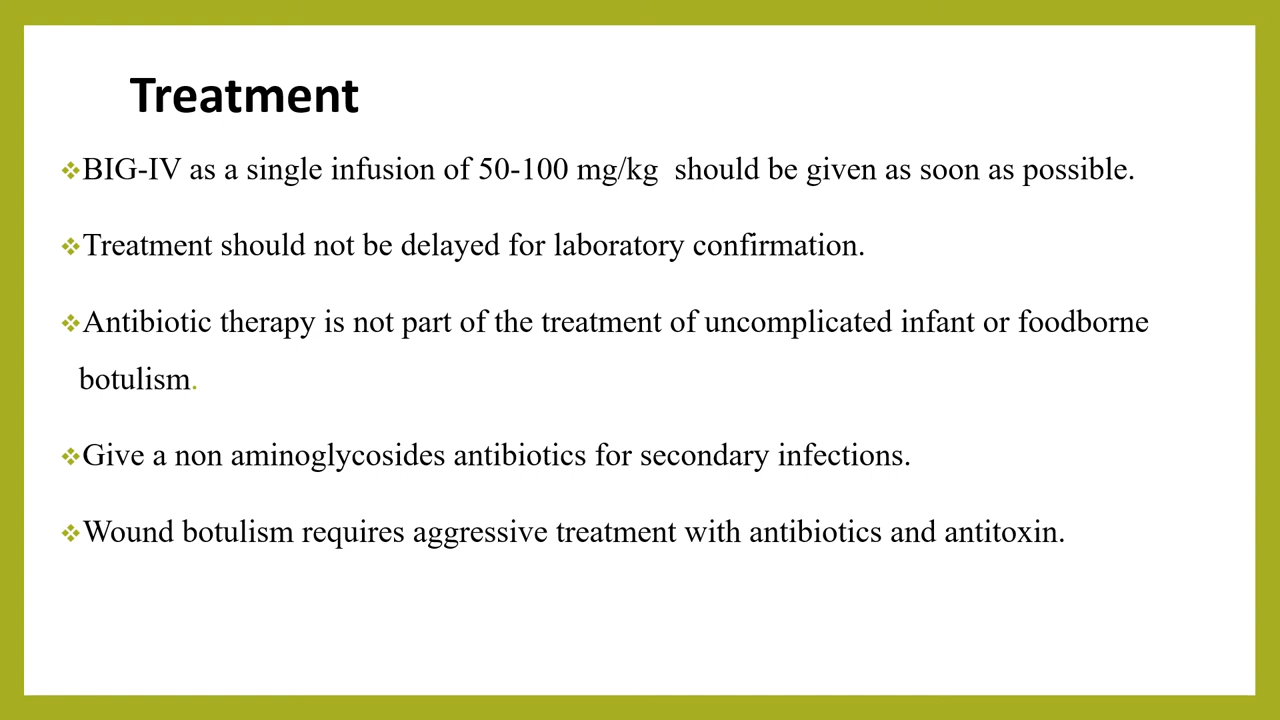 Treatment
❖BIG-IV as a single infusion of 50-100 mg/kg  should be given as soon as possible.
❖Treatment should not be delayed for laboratory confirmation.
❖Antibiotic therapy is not part of the treatment of uncomplicated infant or foodborne
botulism.
❖Give a non aminoglycosides antibiotics for secondary infections.
❖Wound botulism requires aggressive treatment with antibiotics and antitoxin.